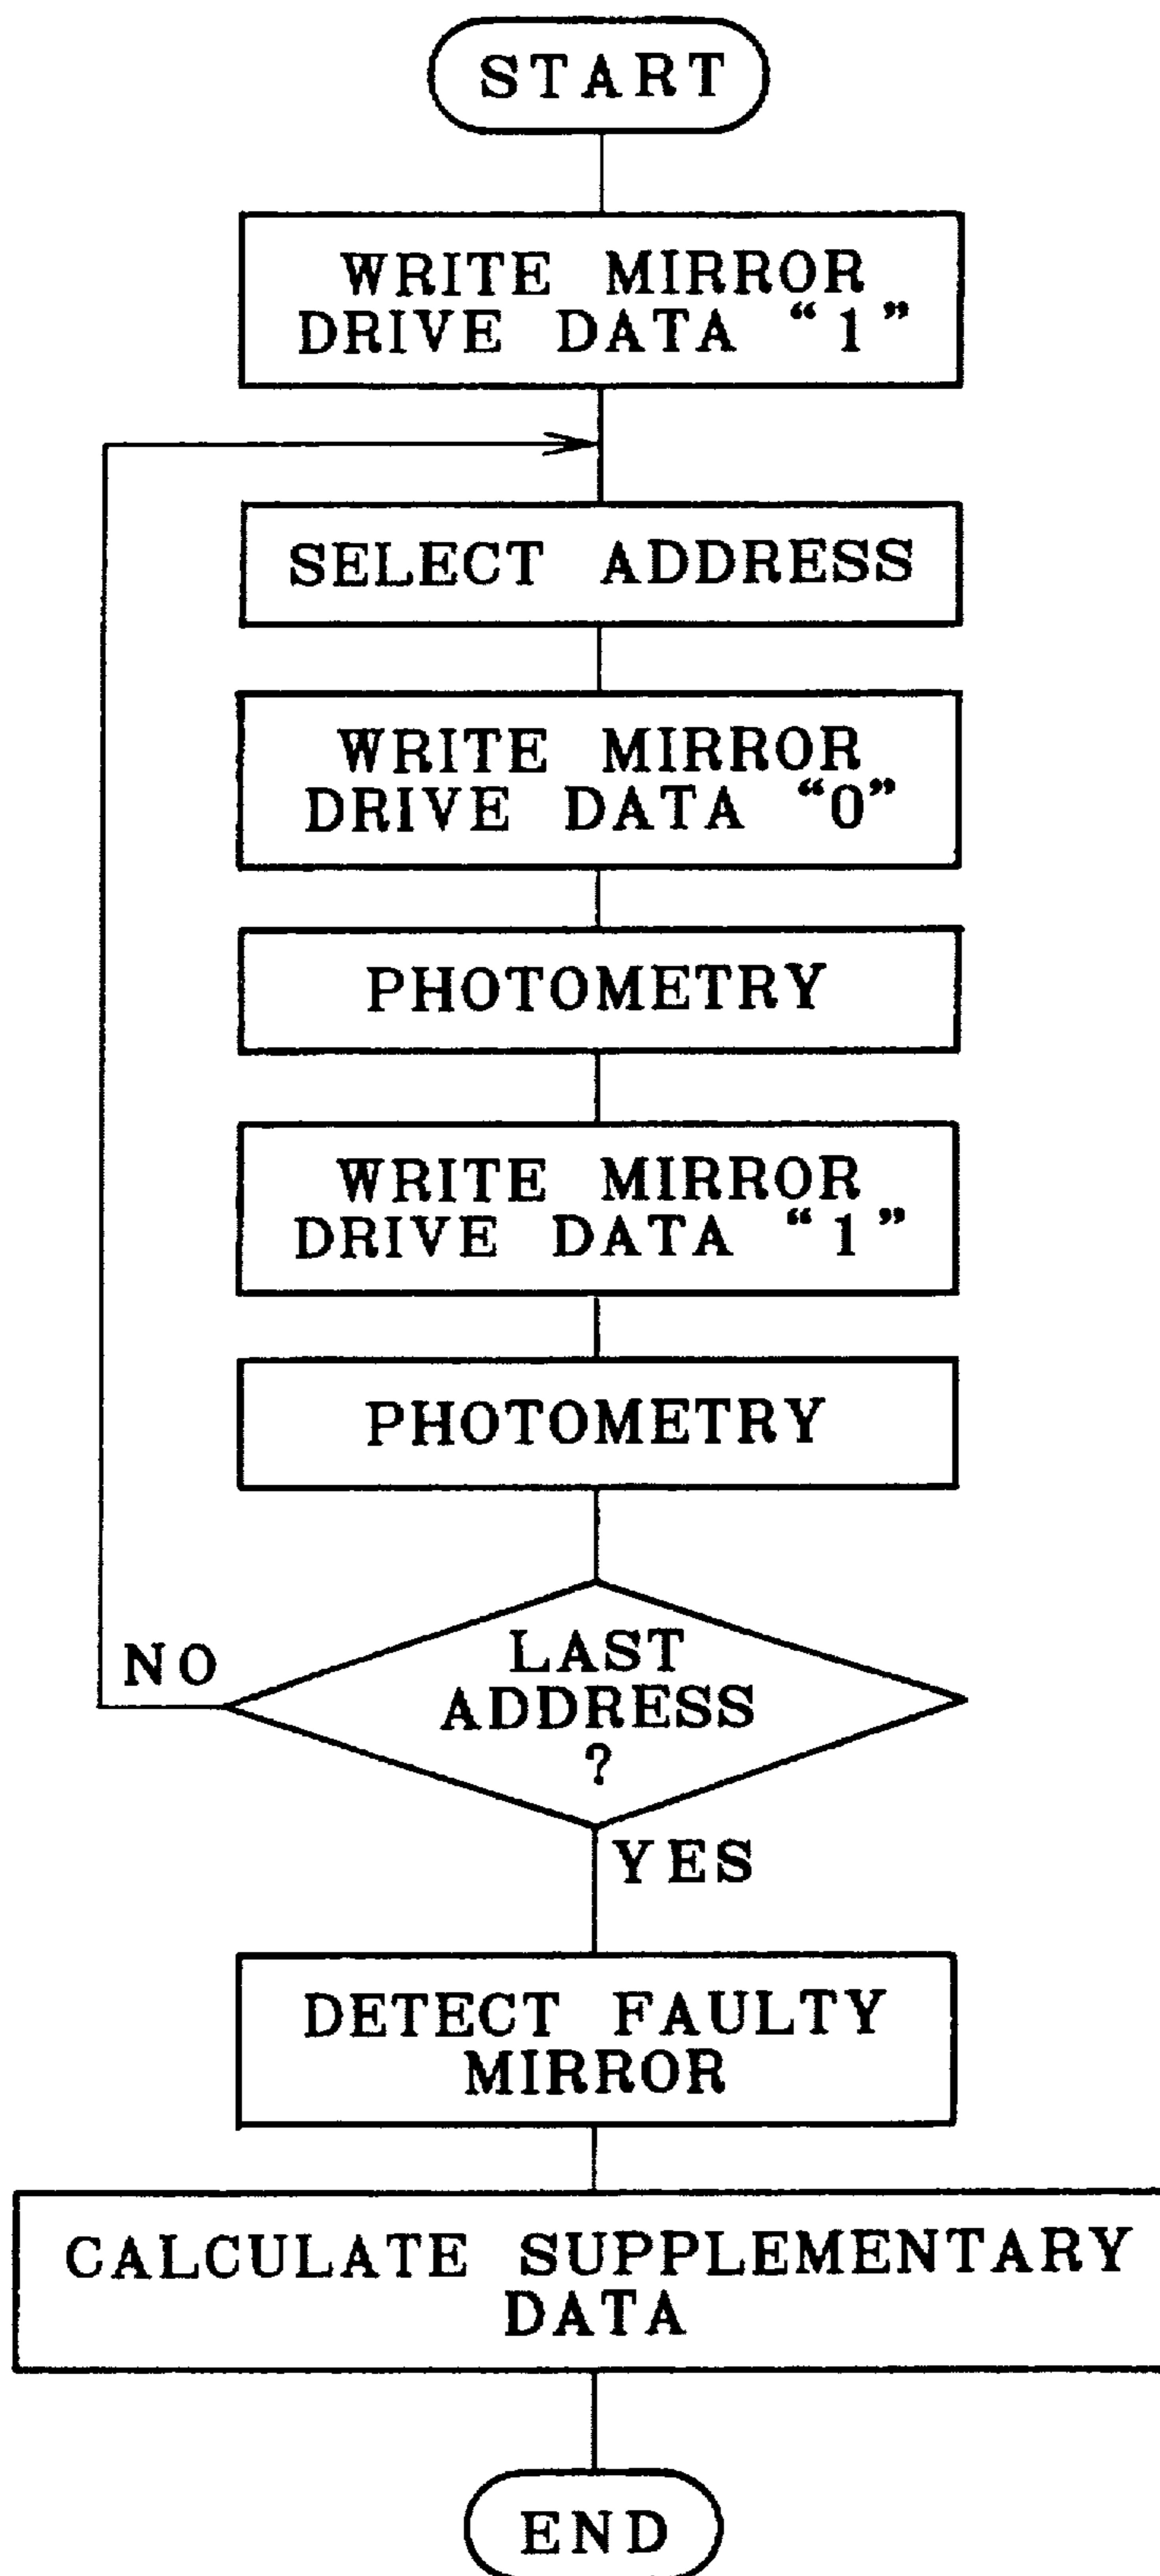 START
WRITE MIRROR
DRIVE DATA “1”
SELECT ADDRESS
WRITE MIRROR
DRIVE DATA “0”
PHOTOMETRY
WRITE MIRROR
DRIVE DATA “1”
PHOTOMETRY
LAST
ADDRESS
?
NO
YES
DETECT FAULTY
MIRROR
CALCULATE SUPPLEMENTARY
DATA
END